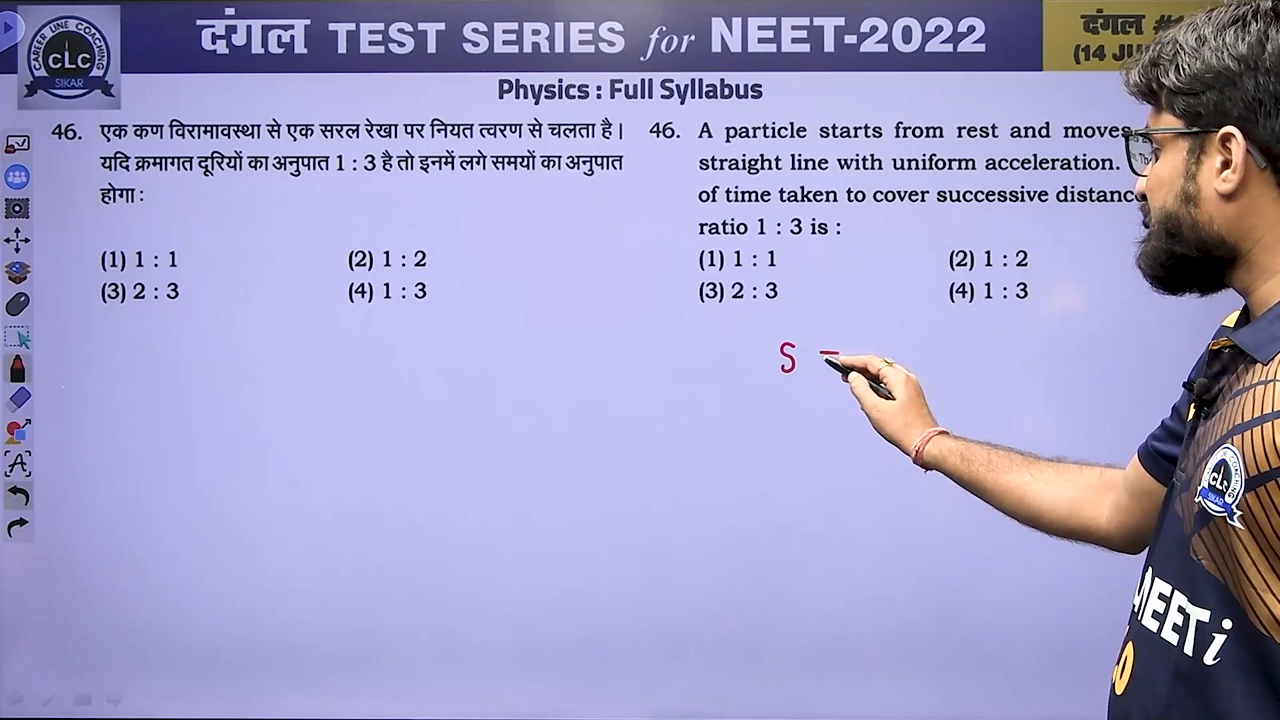 दंगल TEST SERIES for NEET-2022
दंगल
(14
CAREER LINE COACHING
CLC
SIKAR
Physics : Full Syllabus
46. एक कण विरामावस्था से एक सरल रेखा पर नियत त्वरण से चलता है।
यदि क्रमागत दूरियों का अनुपात 1 : 3 है तो इनमें लगे समयों का अनुपात
होगा :
(1) 1 : 1 (2) 1 : 2
(3) 2 : 3 (4) 1 : 3
46. A particle starts from rest and moves
straight line with uniform acceleration.
of time taken to cover successive
ratio 1 : 3 is :
(1) 1 : 1 (2) 1 : 2
(3) 2 : 3 (4) 1 : 3
S =
CLC
SIKAR
NEET i